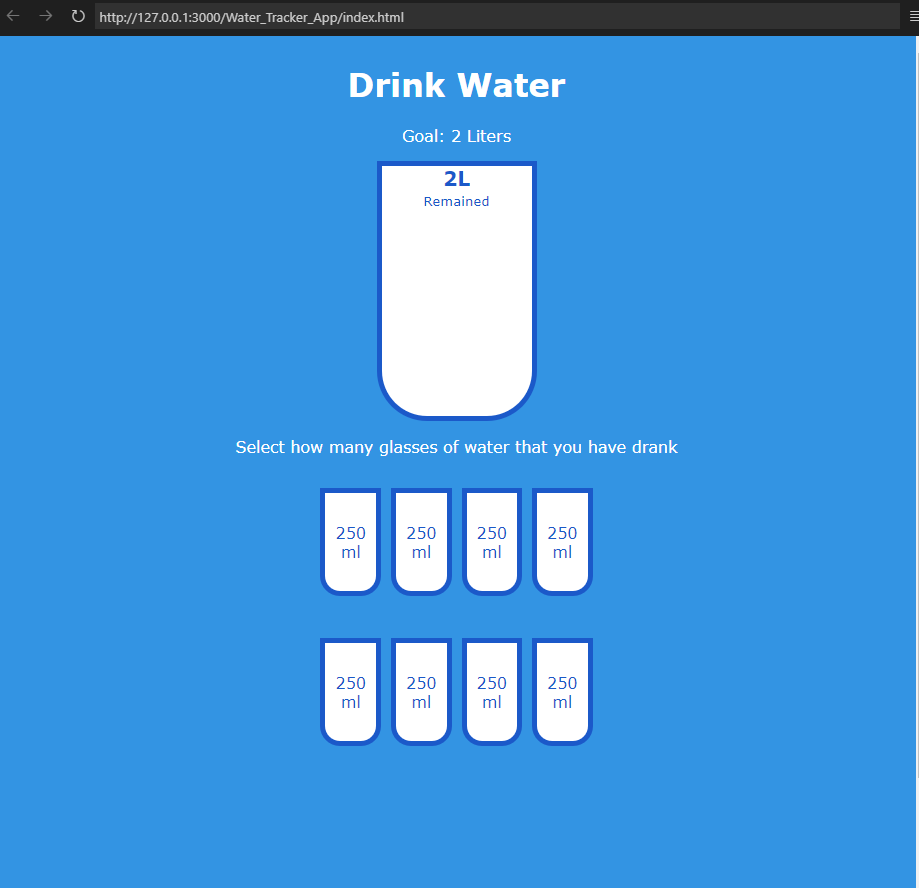 http://127.0.0.1:3000/Water_Tracker_App/index.html
Drink Water
Goal: 2 Liters
2L
Remained
Select how many glasses of water that you have drank
250 250 250 250
ml ml ml ml
250 250 250 250
ml ml ml ml